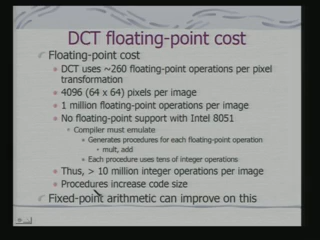 DCT floating-point cost
Floating-point cost
DCT uses ~260 floating-point operations per pixel
transformation
4096 (64 x 64) pixels per image
1 million floating-point operations per image
No floating-point support with Intel 8051
Compiler must emulate
Generates procedures for each floating-point operation
mult, add
Each procedure uses tens of integer operations
Thus, > 10 million integer operations per image
Procedures increase code size
Fixed-point arithmetic can improve on this